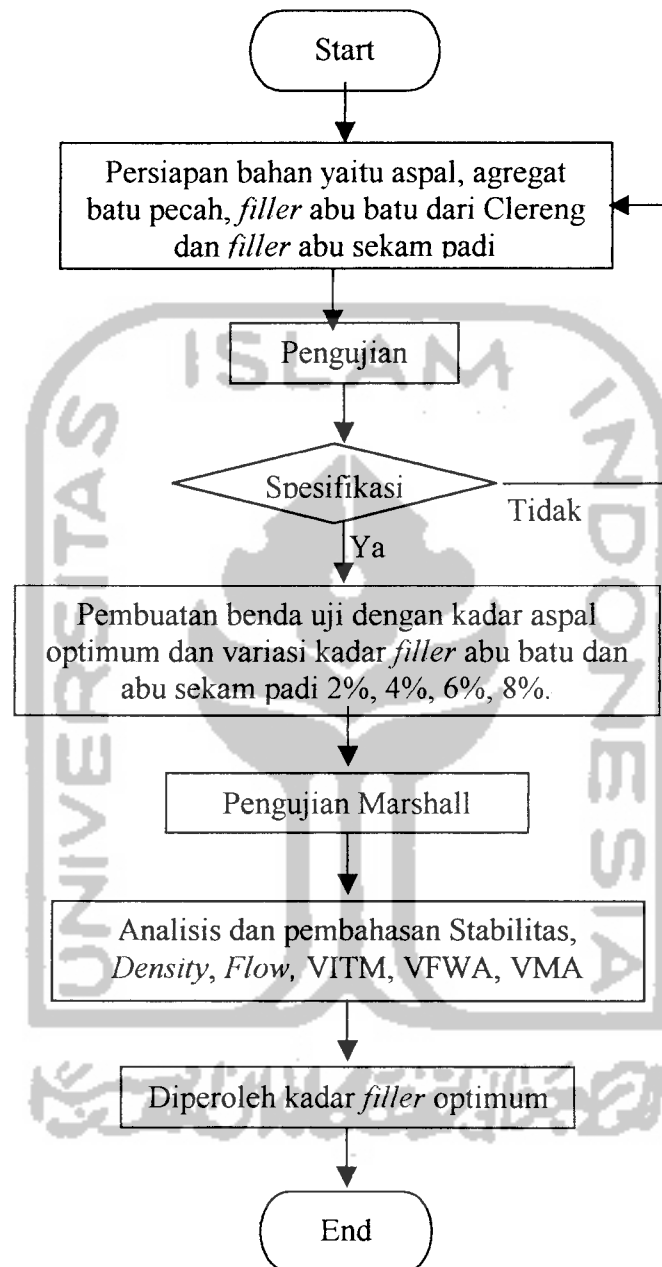 Start
Persiapan bahan yaitu aspal, agregat
batu pecah, filler abu batu dari Clereng
dan filler abu sekam padi
Pengujian
ISLAM
UNIVERSITAS
INDONESIA
Spesifikasi
Tidak
Ya
Pembuatan benda uji dengan kadar aspal
optimum dan variasi kadar filler abu batu dan
abu sekam padi 2%, 4%, 6%, 8%.
Pengujian Marshall
Analisis dan pembahasan Stabilitas,
Density, Flow, VITM, VFWA, VMA
Diperoleh kadar filler optimum
End